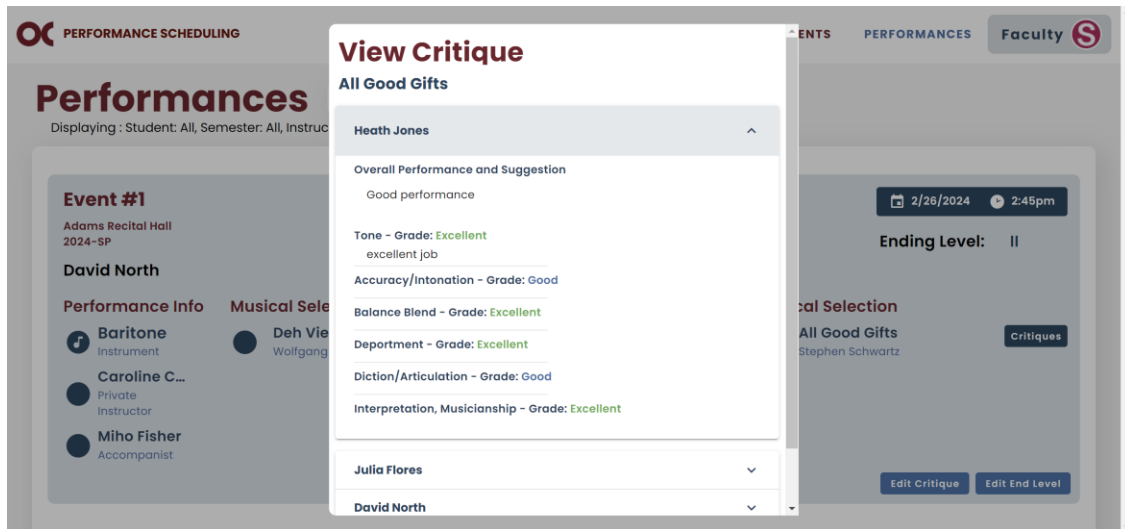 OC PERFORMANCE SCHEDULING
ENTS PERFORMANCES Faculty S
Performances
Displaying : Student: All, Semester: All, Instruc
View Critique
All Good Gifts
Heath Jones
Overall Performance and Suggestion
Good performance
Tone - Grade: Excellent
excellent job
Accuracy/Intonation - Grade: Good
Balance Blend - Grade: Excellent
Deportment - Grade: Excellent
Diction/Articulation - Grade: Good
Interpretation, Musicianship - Grade: Excellent
Julia Flores
David North
Event #1
Adams Recital Hall
2024-SP
David North
2/26/2024 2:45pm
Ending Level: II
Performance Info
Baritone
Instrument
Caroline C...
Private
Instructor
Miho Fisher
Accompanist
Musical Sele
Deh Vie
Wolfgang
cal Selection
All Good Gifts
Stephen Schwartz
Critiques
Edit Critique Edit End Level